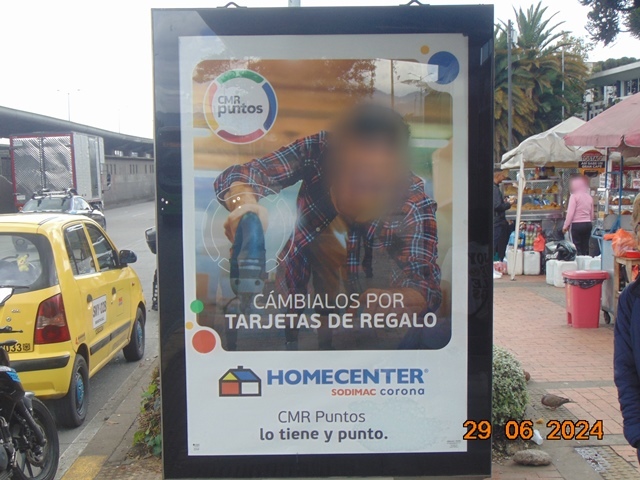 CMR
puntos
CÁMBIALOS POR
TARJETAS DE REGALO
HOMECENTER
SODIMAC corona
CMR Puntos
lo tiene y punto.
29 06 2024